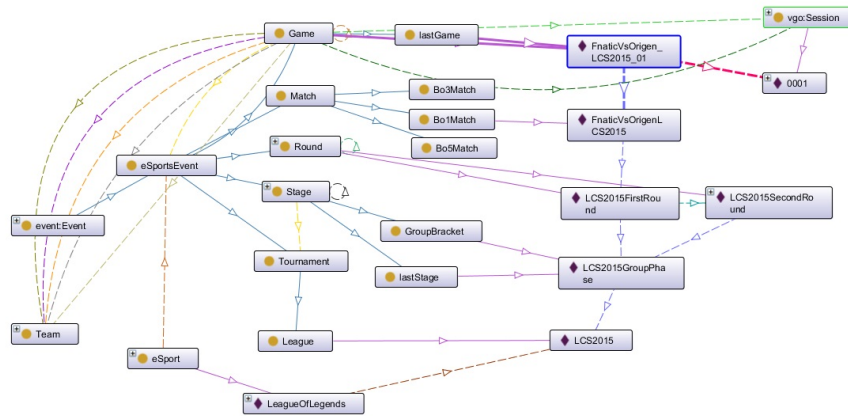 vgo:Session
Game
lastGame
FnaticVsOrigen_
LCS2015_01
0001
Bo3Match
Match
Bo1Match
FnaticVsOrigenL
CS2015
Round
Bo5Match
eSportsEvent
Stage
LCS2015FirstRou
nd
LCS2015SecondRo
und
event:Event
GroupBracket
Tournament
lastStage
LCS2015GroupPha
se
Team
League
LCS2015
eSport
LeagueOfLegends